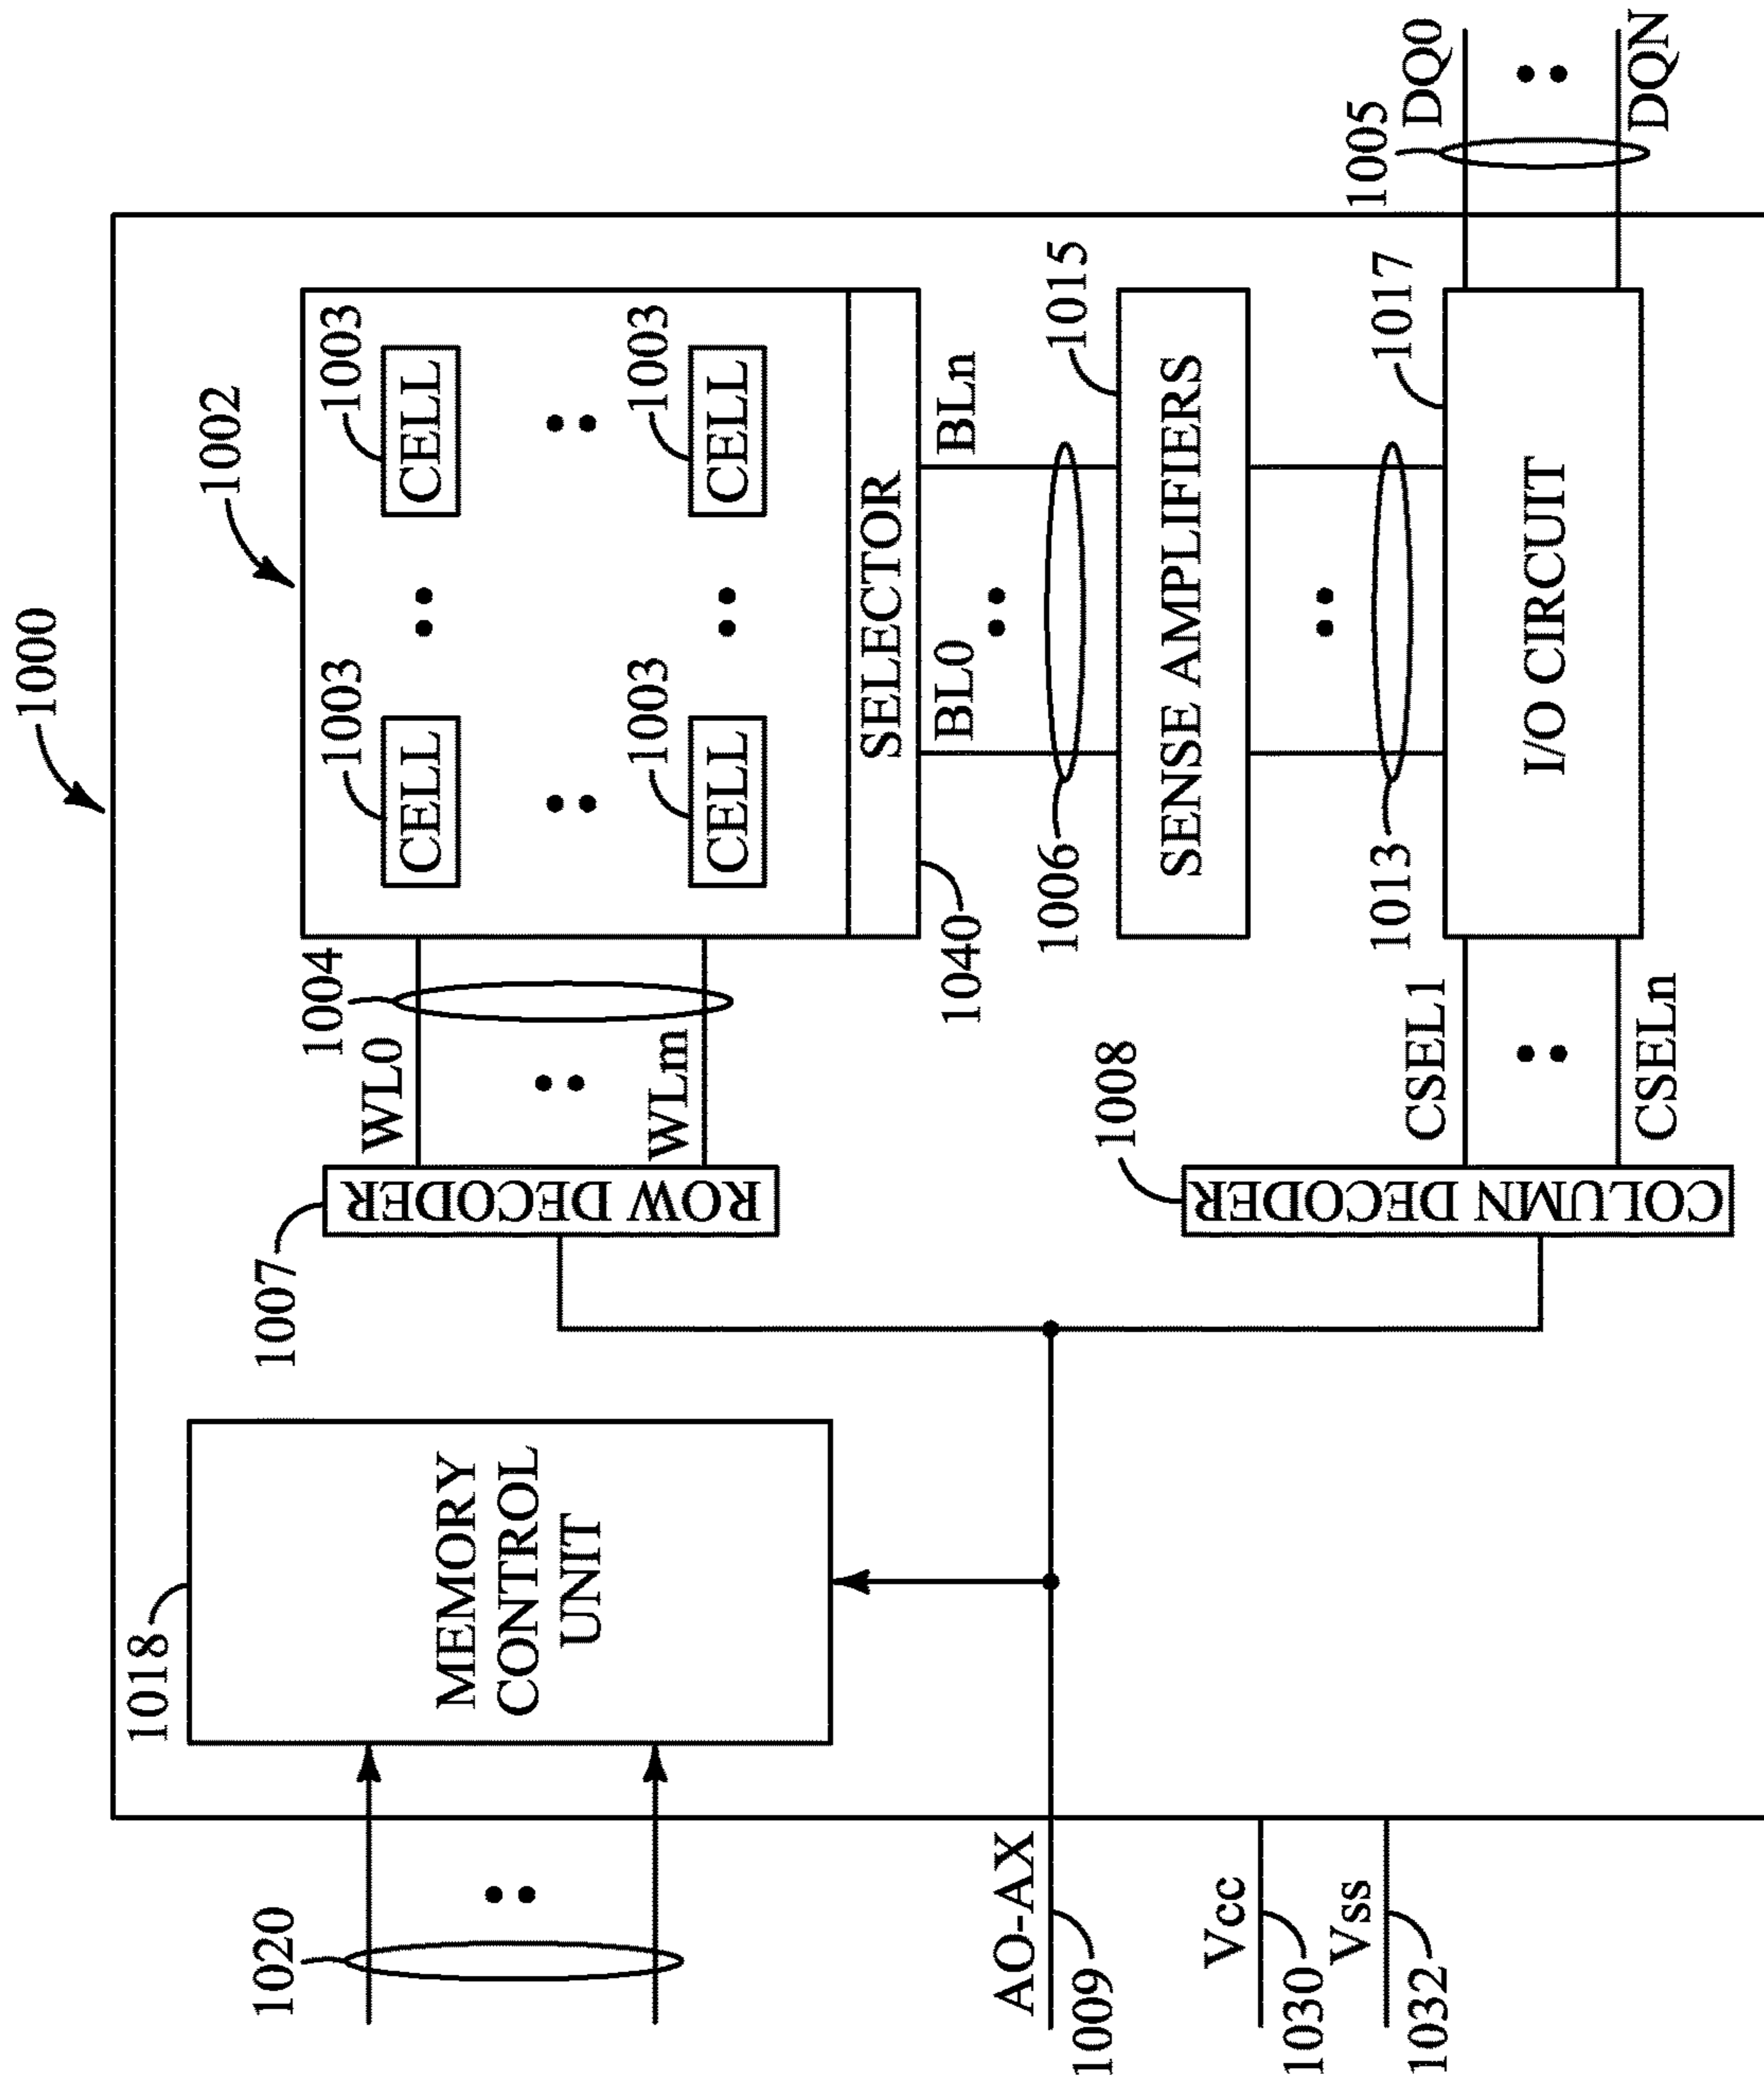 1000
1002
1003
CELL
1003
CELL
1003
CELL
1003
CELL
SELECTOR
1040
1004
WL0
WLm
1007
ROW DECODER
1018
MEMORY
CONTROL
UNIT
1020
BL0
BLn
1006
1015
SENSE AMPLIFIERS
1013
1017
I/O CIRCUIT
1008
COLUMN DECODER
CSEL1
CSELn
1005
DQ0
DQN
AO-AX
1009
Vcc
1030
Vss
1032